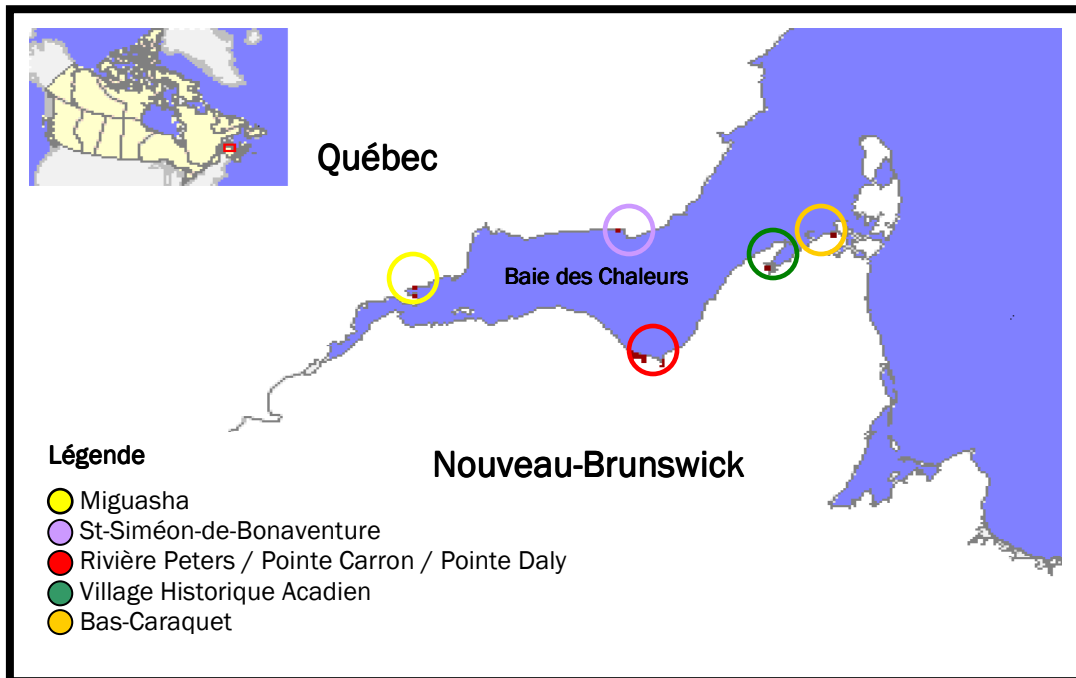 Québec
Baie des Chaleurs
Nouveau-Brunswick
Légende
Miguasha
St-Siméon-de-Bonaventure
Rivière Peters / Pointe Carron / Pointe Daly
Village Historique Acadien
Bas-Caraquet